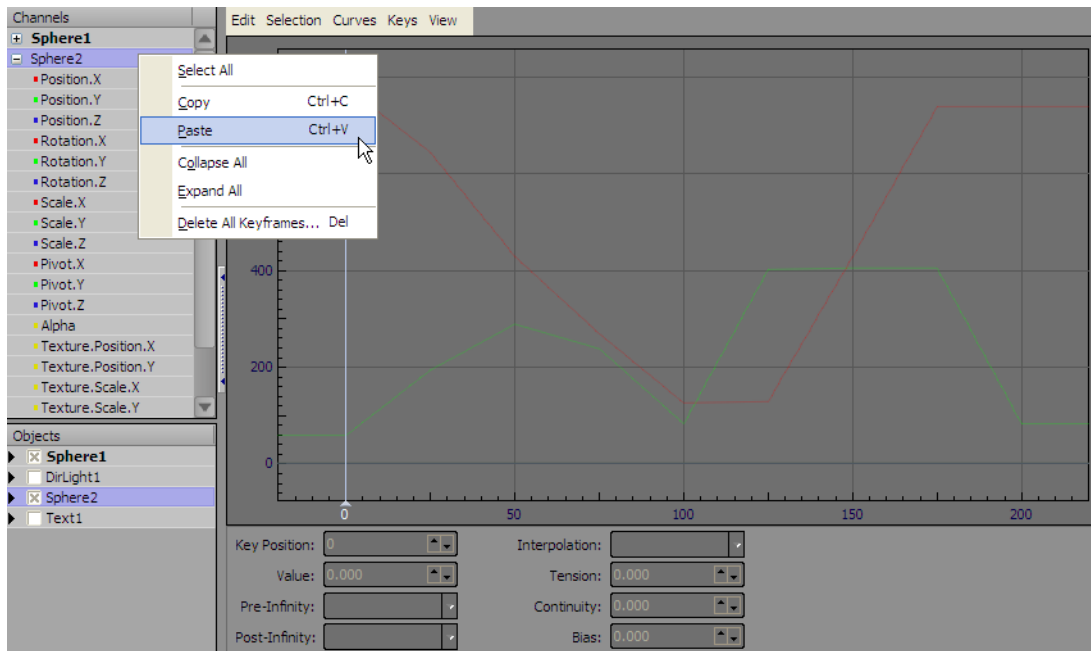 Channels
Edit Selection Curves Keys View
Sphere1
Sphere2
Position.X
Position.Y
Position.Z
Rotation.X
Rotation.Y
Rotation.Z
Scale.X
Scale.Y
Scale.Z
Pivot.X
Pivot.Y
Pivot.Z
Alpha
Texture.Position.X
Texture.Position.Y
Texture.Scale.X
Texture.Scale.Y
Select All
Copy Ctrl+C
Paste Ctrl+V
Collapse All
Expand All
Delete All Keyframes... Del
400
200
0
0 50 100 150 200
Objects
Sphere1
DirLight1
Sphere2
Text1
Key Position: 0 Interpolation:
Value: 0.000 Tension: 0.000
Pre-Infinity: Continuity: 0.000
Post-Infinity: Bias: 0.000